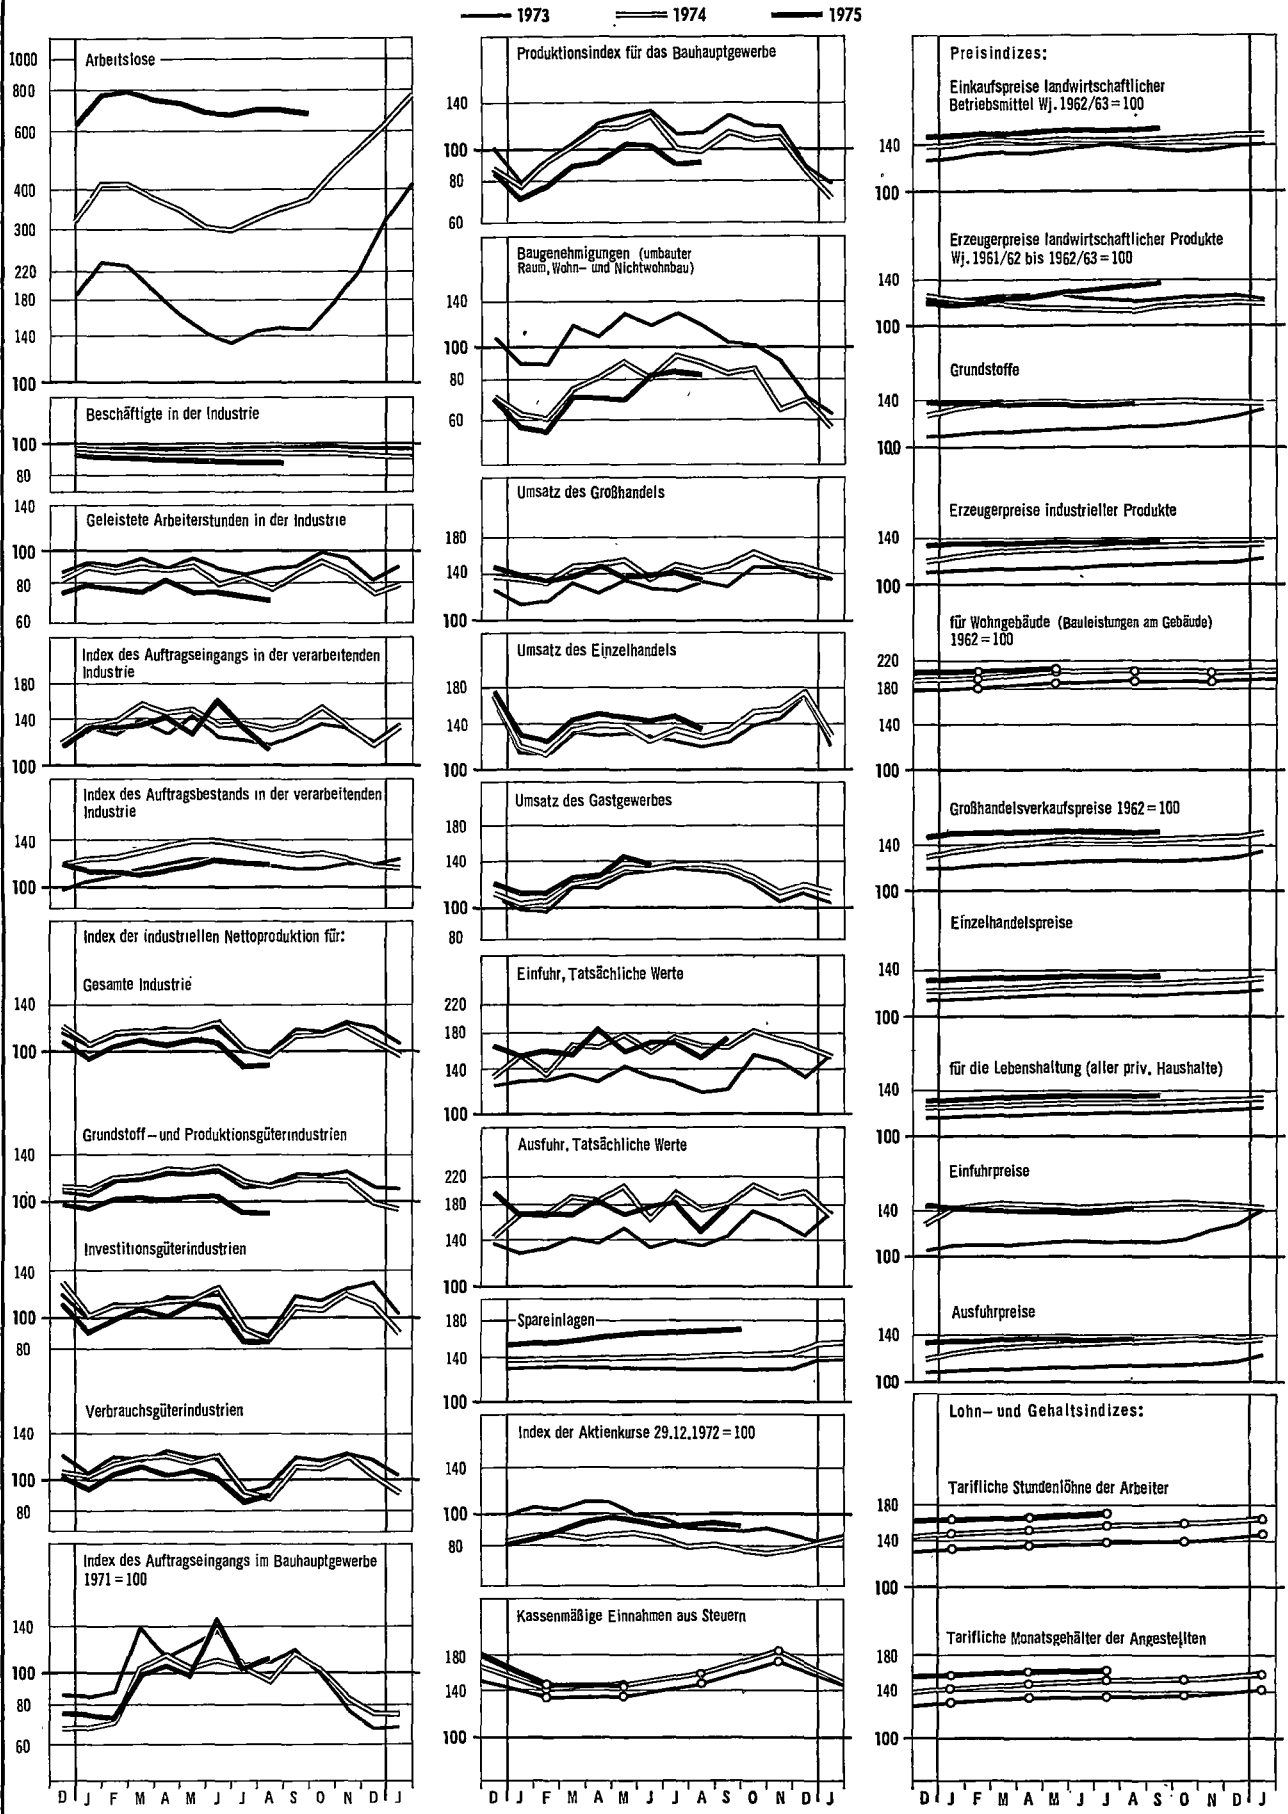 1973 1974 1975
Arbeitslose
1000
800
600
400
300
220
180
140
100
Beschäftigte in der Industrie
100
80
140
Geleistete Arbeiterstunden in der Industrie
100
80
60
Index des Auftragseingangs in der verarbeitenden
Industrie
180
140
100
Index des Auftragsbestands in der verarbeitenden
Industrie
140
100
Index der industriellen Nettoproduktion für:
Gesamte Industrie
140
100
Grundstoff- und Produktionsgüterindustrien
140
100
Investitionsgüterindustrien
140
100
80
Verbrauchsgüterindustrien
140
100
80
Index des Auftragseingangs im Bauhauptgewerbe
1971 = 100
140
100
80
60
D J F M A M J J A S O N D J
Produktionsindex für das Bauhauptgewerbe
140
100
80
60
Baugenehmigungen (umbauter
Raum, Wohn- und Nichtwohnbau)
140
100
80
60
Umsatz des Großhandels
180
140
100
Umsatz des Einzelhandels
180
140
100
Umsatz des Gastgewerbes
180
140
100
80
Einfuhr, Tatsächliche Werte
220
180
140
100
Ausfuhr, Tatsächliche Werte
220
180
140
100
Spareinlagen
180
140
100
Index der Aktienkurse 29.12.1972 = 100
140
100
80
Kassenmäßige Einnahmen aus Steuern
180
140
100
D J F M A M J J A S O N D J
Preisindizes:
Einkaufspreise landwirtschaftlicher
Betriebsmittel Wj. 1962/63 = 100
140
100
Erzeugerpreise landwirtschaftlicher Produkte
Wj. 1961/62 bis 1962/63 = 100
140
100
Grundstoffe
140
100
Erzeugerpreise industrieller Produkte
140
100
für Wohngebäude (Bauleistungen am Gebäude)
1962 = 100
220
180
140
100
Großhandelsverkaufspreise 1962 = 100
140
100
Einzelhandelspreise
140
100
für die Lebenshaltung (aller priv. Haushalte)
140
100
Einfuhrpreise
140
100
Ausfuhrpreise
140
100
Lohn- und Gehaltsindizes:
Tarifliche Stundenlöhne der Arbeiter
180
140
100
Tarifliche Monatsgehälter der Angestellten
180
140
100
D J F M A M J J A S O N D J